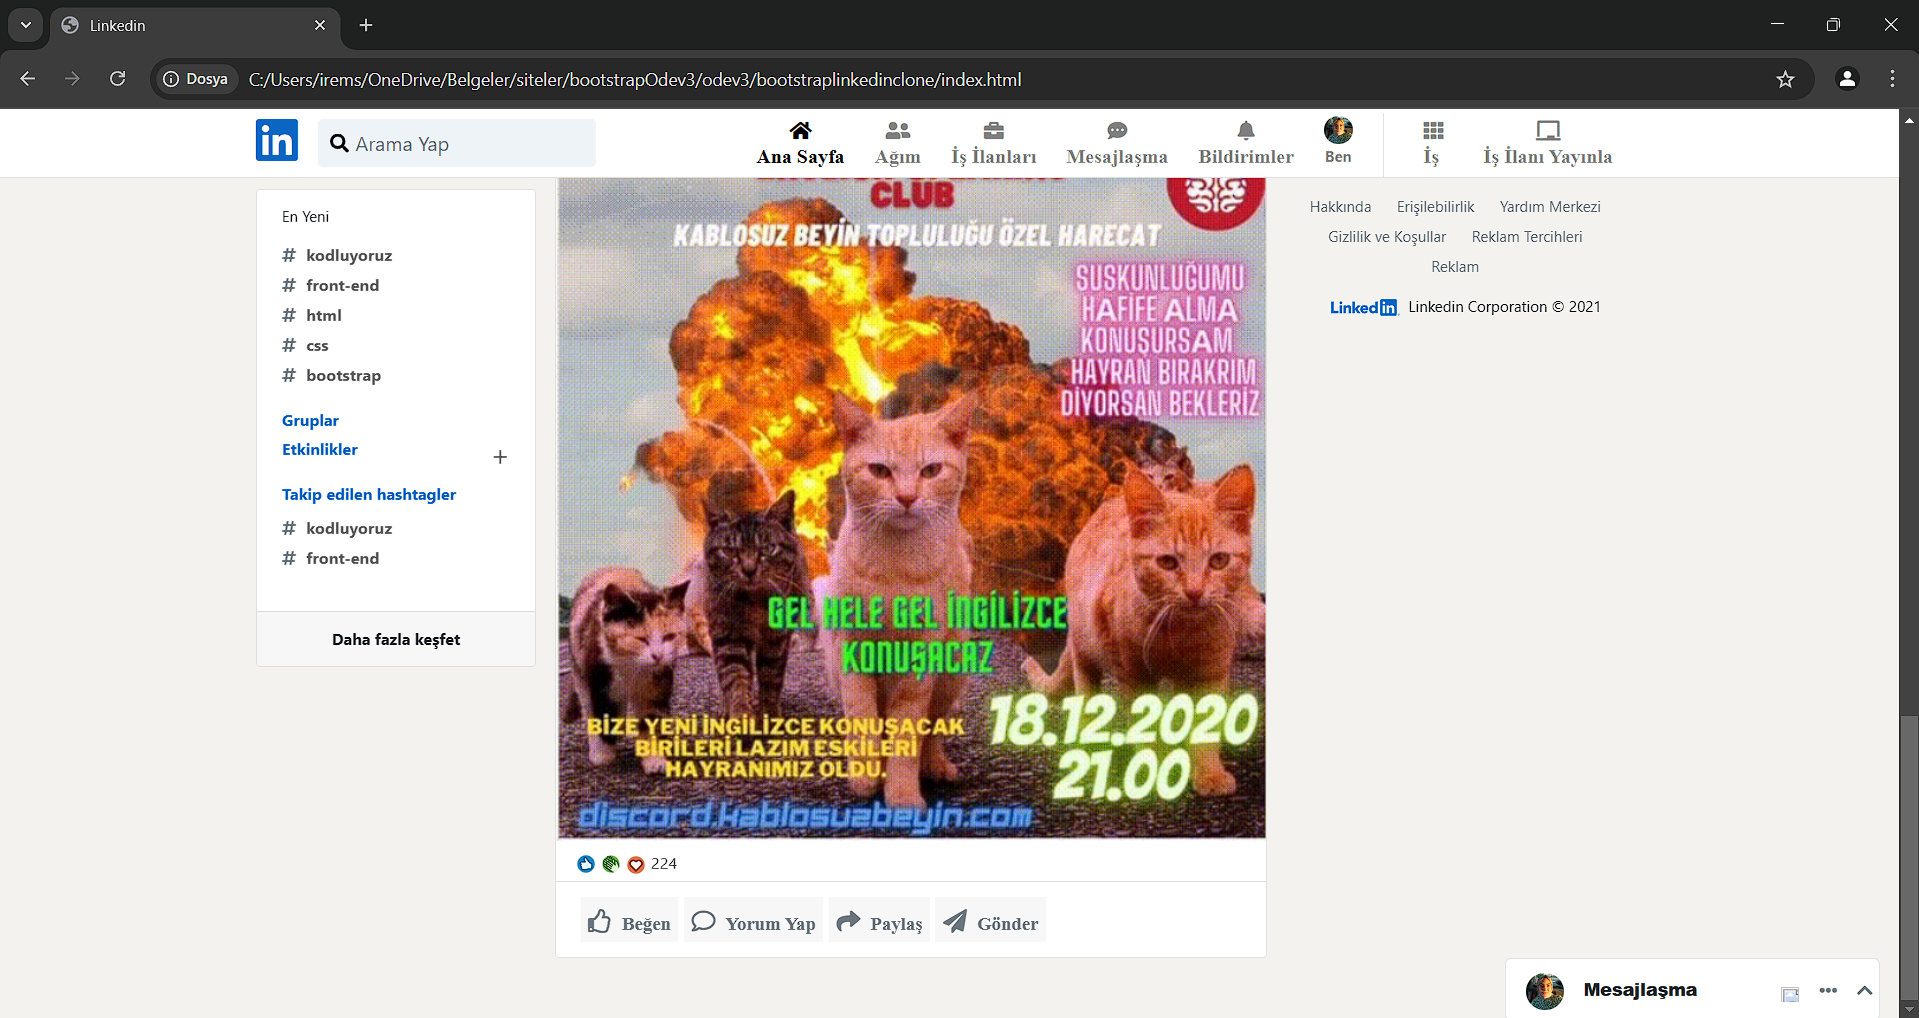 Linkedin
Dosya
C:/Users/irems/OneDrive/Belgeler/siteler/bootstrapOdev3/odev3/bootstraplinkedinclone/index.html
in
Arama Yap
Ana Sayfa
Ağım
İş İlanları
Mesajlaşma
Bildirimler
Ben
İş
İş İlanı Yayınla
En Yeni
# kodluyoruz
# front-end
# html
# css
# bootstrap
Gruplar
Etkinlikler
Takip edilen hashtagler
# kodluyoruz
# front-end
Daha fazla keşfet
CLUB
KABLOSUZ BEYİN TOPLULUĞU ÖZEL HARECAT
SUSKUNLUĞUMU
HAFİFE ALMA
KONUŞURSAM
HAYRAN BIRAKRIM
DİYORSAN BEKLERİZ
GEL HELE GEL İNGİLİZCE
KONUŞACAZ
BİZE YENİ İNGİLİZCE KONUŞACAK
BİRİLERİ LAZIM ESKİLERİ
HAYRANIMIZ OLDU.
18.12.2020
21.00
discord.kablosuzbeyin.com
224
Beğen
Yorum Yap
Paylaş
Gönder
Hakkında
Erişilebilirlik
Yardım Merkezi
Gizlilik ve Koşullar
Reklam Tercihleri
Reklam
Linkedin Linkedin Corporation © 2021
Mesajlaşma